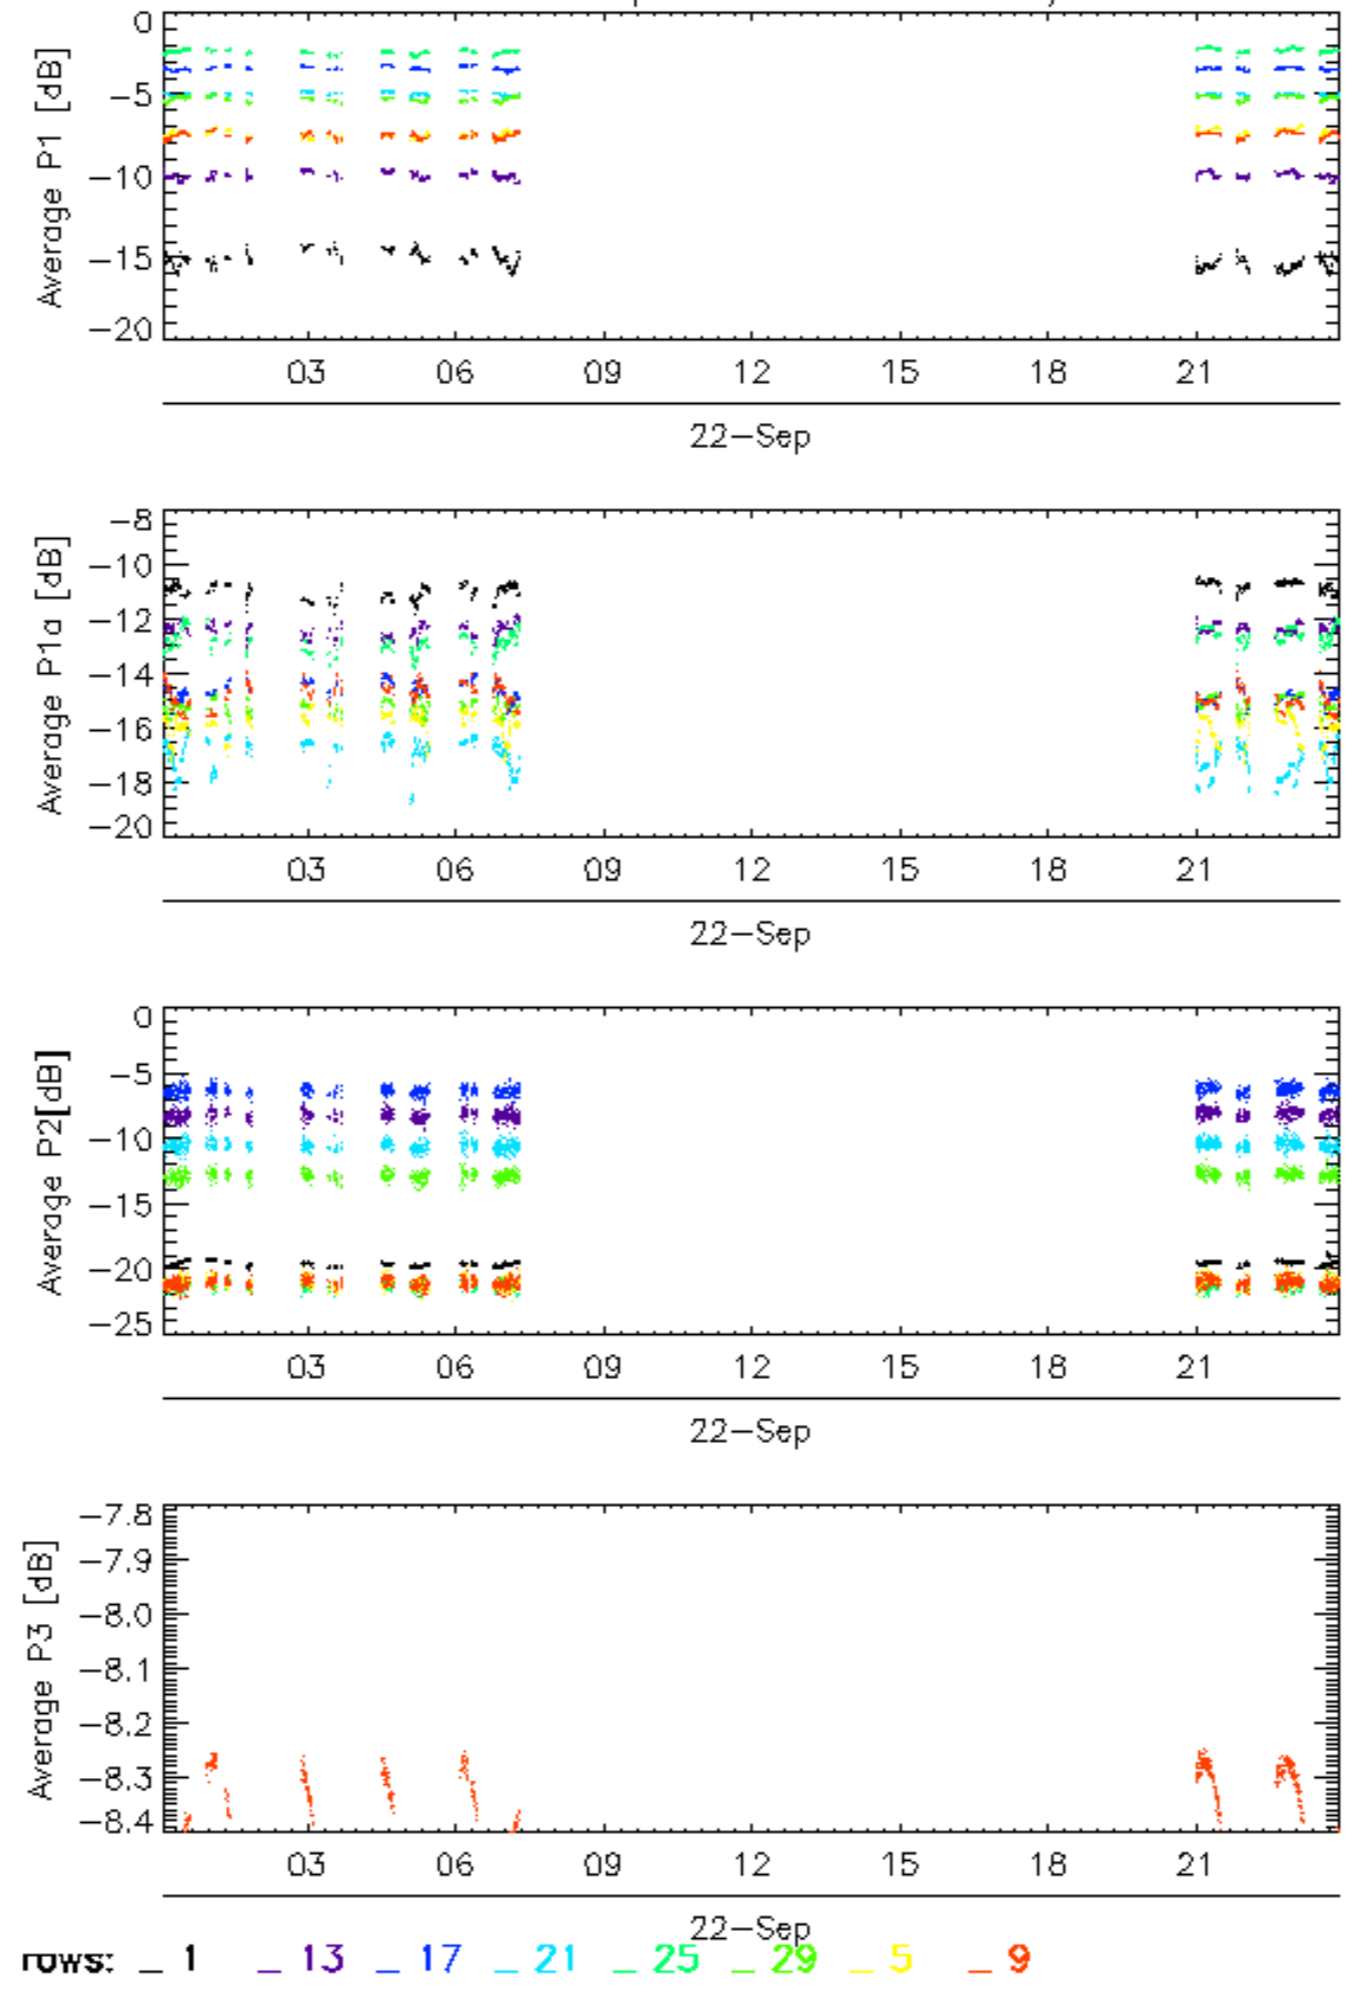 0
−5
−10
−15
−20
Average P1 [dB]
03 06 09 12 15 18 21
22−Sep
−8
−10
−12
−14
−16
−18
−20
Average P1a [dB]
03 06 09 12 15 18 21
22−Sep
0
−5
−10
−15
−20
−25
Average P2[dB]
03 06 09 12 15 18 21
22−Sep
−7.8
−7.9
−8.0
−8.1
−8.2
−8.3
−8.4
Average P3 [dB]
03 06 09 12 15 18 21
22−Sep
rows: _ 1 _ 13 _ 17 _ 21 _ 25 _ 29 _ 5 _ 9